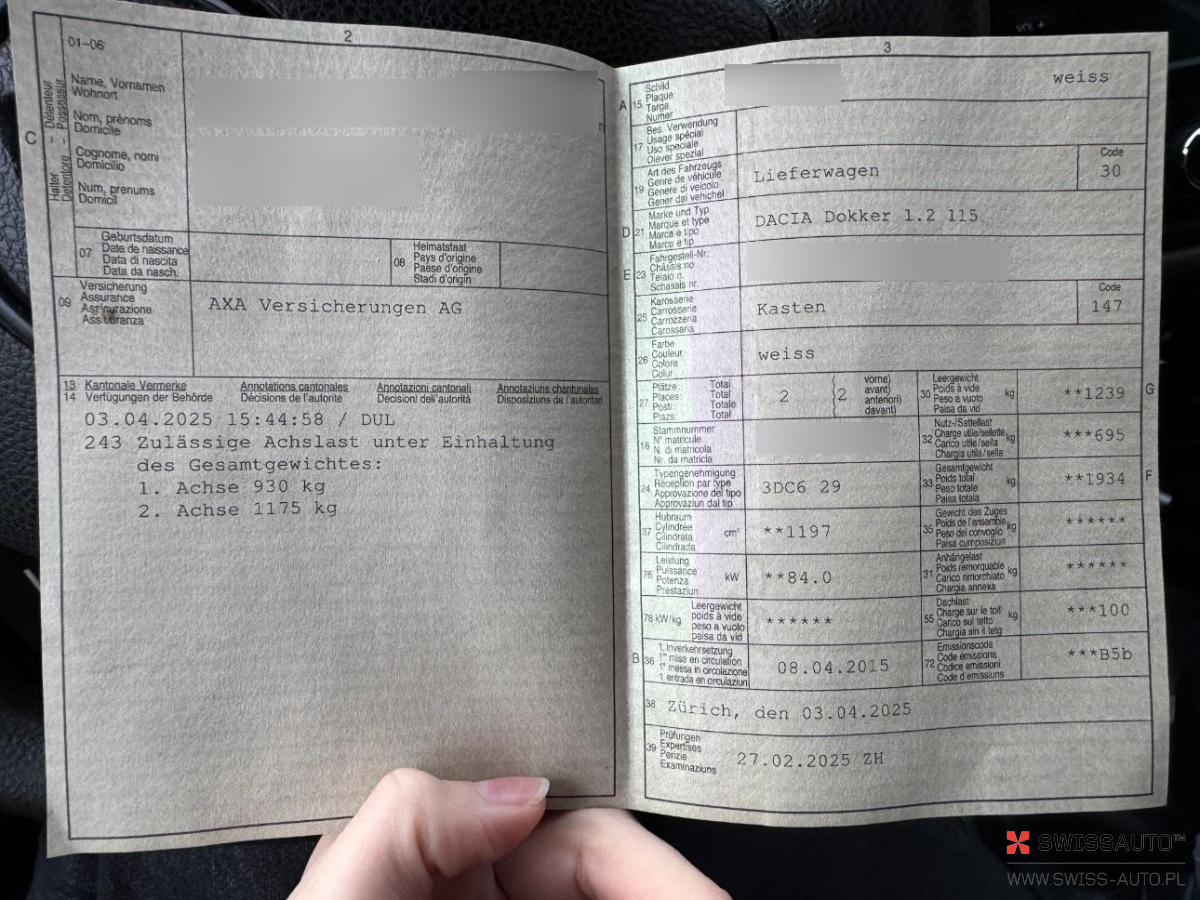 2
01-06
C
Halter - Détenteur
Detentore - Possessur
Name, Vornamen
Wohnort
Nom, prénoms
Domicile
Cognome, nomi
Domicilio
Num, prenums
Domicil
07
Geburtsdatum
Date de naissance
Data di nascita
Data da nasch.
08
Heimatstaat
Pays d'origine
Paese d'origine
Stadi d'origin
09
Versicherung
Assurance
Assicurazione
Assicuranza
AXA Versicherungen AG
13 Kantonale Vermerke Annotations cantonales Annotazioni cantonali Annotaziuns chantunalas
14 Verfügungen der Behörde Décisions de l'autorité Decisioni dell'autorità Disposiziuns da l'autoritad
03.04.2025 15:44:58 / DUL
243 Zulässige Achslast unter Einhaltung
des Gesamtgewichtes:
1. Achse 930 kg
2. Achse 1175 kg
3
A 15
Schild
Plaque
Targa
Numer
weiss
17
Bes. Verwendung
Usage spécial
Uso speciale
Diever spezial
19
Art des Fahrzeugs
Genre de véhicule
Genere di veicolo
Gener dal vehichel
Lieferwagen
Code
30
D 21
Marke und Typ
Marque et type
Marca e tipo
Marca e tip
DACIA Dokker 1.2 115
E 23
Fahrgestell-Nr.
Châssis no
Telaio n.
Schassis nr.
25
Karosserie
Carrosserie
Carrozzeria
Carossaria
Kasten
Code
147
26
Farbe
Couleur
Colore
Colur
weiss
27
Plätze: Total
Places: Total
Posti: Totale
Plazs: Total
2
2
vorne)
avant)
anteriori)
davant)
30
Leergewicht
Poids à vide
Peso a vuoto
Paisa da vid
kg
**1239
G
18
Stammnummer
N° matricule
N. di matricola
Nr. da matricla
32
Nutz-/Sattellast
Charge utile/sellette
Carico utile/sella
Chargia utila/sella
kg
***695
24
Typengenehmigung
Réception par type
Approvazione del tipo
Approvaziun dal tip
3DC6 29
33
Gesamtgewicht
Poids total
Peso totale
Paisa totala
kg
**1934
F
37
Hubraum
Cylindrée
Cilindrata
Cilindrada
cm³
**1197
35
Gewicht des Zuges
Poids de l'ensemble
Peso del convoglio
Paisa cumposiziun
kg
******
76
Leistung
Puissance
Potenza
Prestaziun
kW
**84.0
31
Anhängelast
Poids remorquable
Carico rimorchiato
Chargia annexa
kg
******
78 kW/kg
Leergewicht
poids à vide
peso a vuoto
paisa da vid
******
55
Dachlast
Charge sur le toit
Carico sul tetto
Chargia sin il tetg
kg
***100
B 36
1. Inverkehrsetzung
1re mise en circulation
1a messa in circolazione
1. entrada en circulaziun
08.04.2015
72
Emissionscode
Code émissions
Codice emissioni
Code d'emissiuns
***B5b
38 Zürich, den 03.04.2025
39
Prüfungen
Expertises
Perizie
Examinaziuns
27.02.2025 ZH
SWISSAUTO™
WWW.SWISS-AUTO.PL